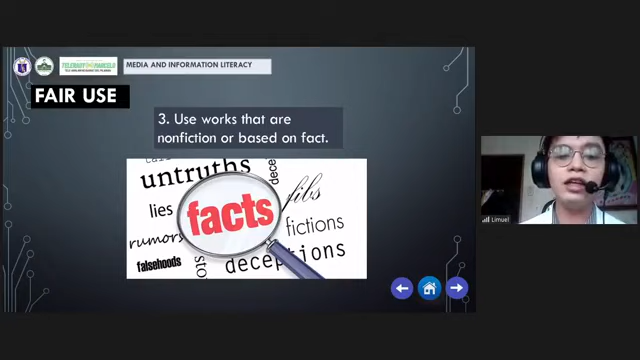 MEDIA AND INFORMATION LITERACY
FAIR USE
3. Use works that are
nonfiction or based on fact.
untruths
lies
facts
fibs
rumors
fictions
falsehoods
deceptions
Limuel